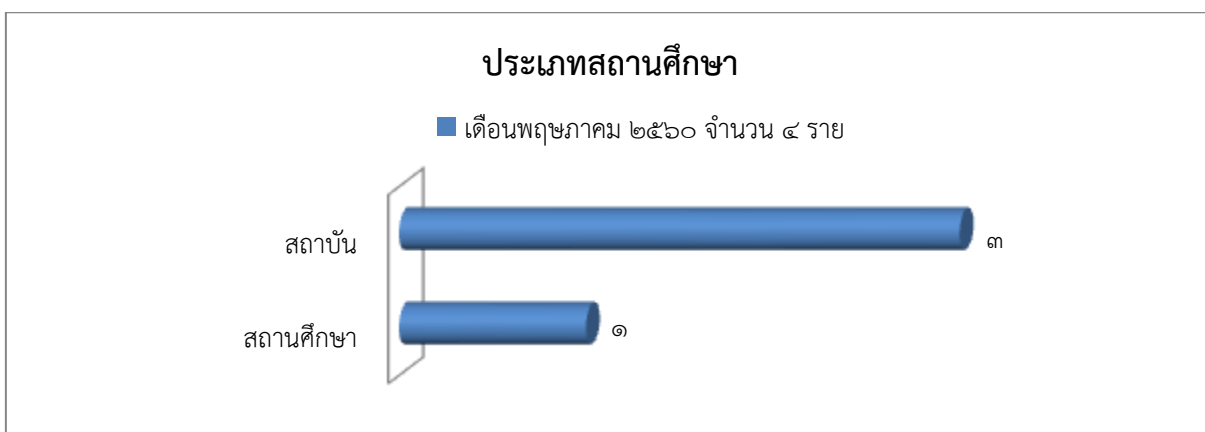 ประเภทสถานศึกษา
เดือนพฤษภาคม ๒๕๖๐ จำนวน ๔ ราย
สถาบัน
๓
สถานศึกษา
๑